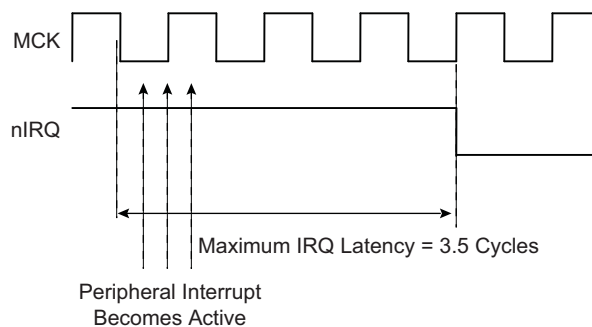 MCK
nIRQ
Maximum IRQ Latency = 3.5 Cycles
Peripheral Interrupt
Becomes Active